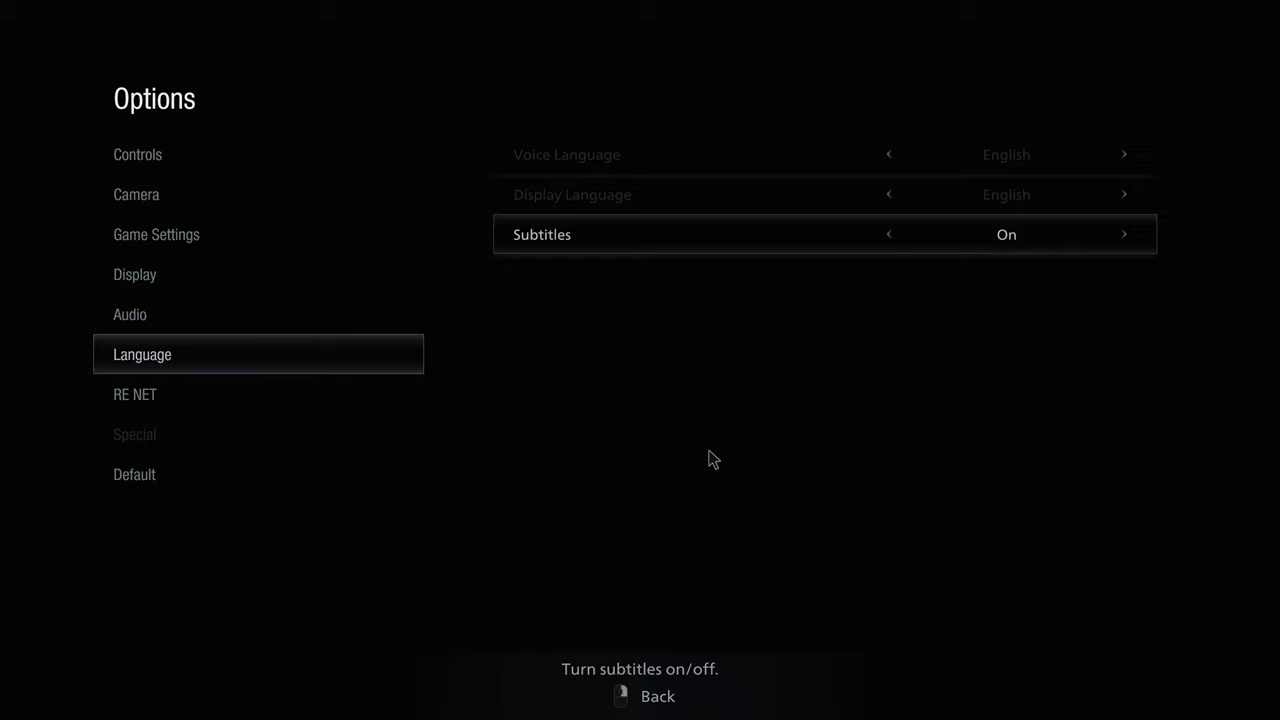 Options
Controls
Camera
Game Settings
Display
Audio
Language
RE NET
Special
Default
Voice Language English
Display Language English
Subtitles On
Turn subtitles on/off.
Back